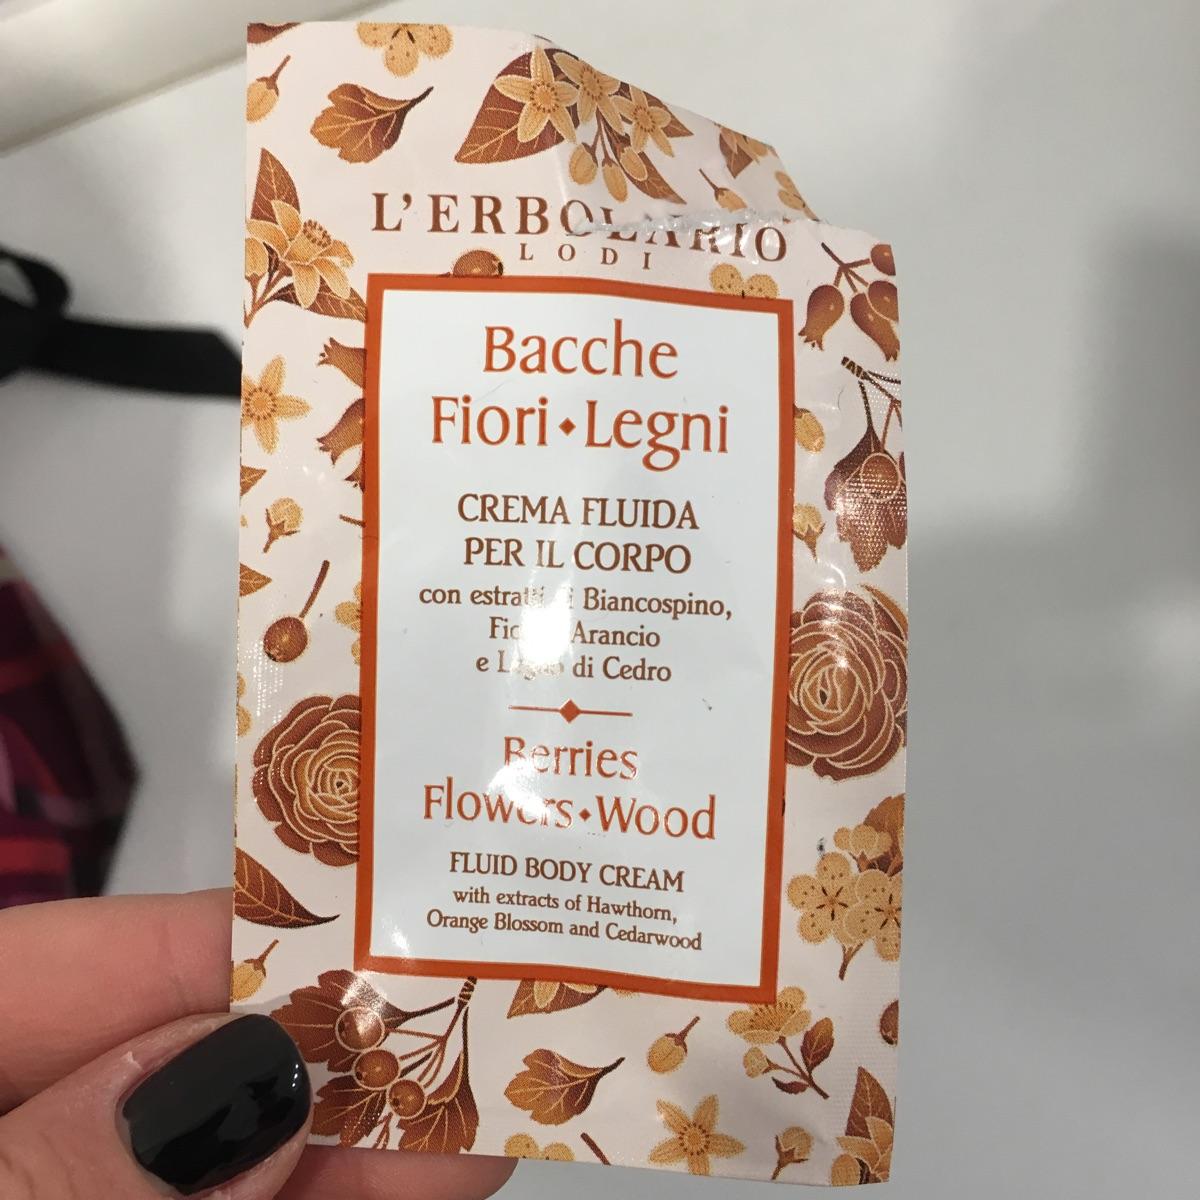 L'ERBOLARIO
LODI
Bacche
Fiori • Legni
CREMA FLUIDA
PER IL CORPO
con estratti di Biancospino,
Arancio
e Legno di Cedro
Berries
Flowers • Wood
FLUID BODY CREAM
with extracts of Hawthorn,
Orange Blossom and Cedarwood